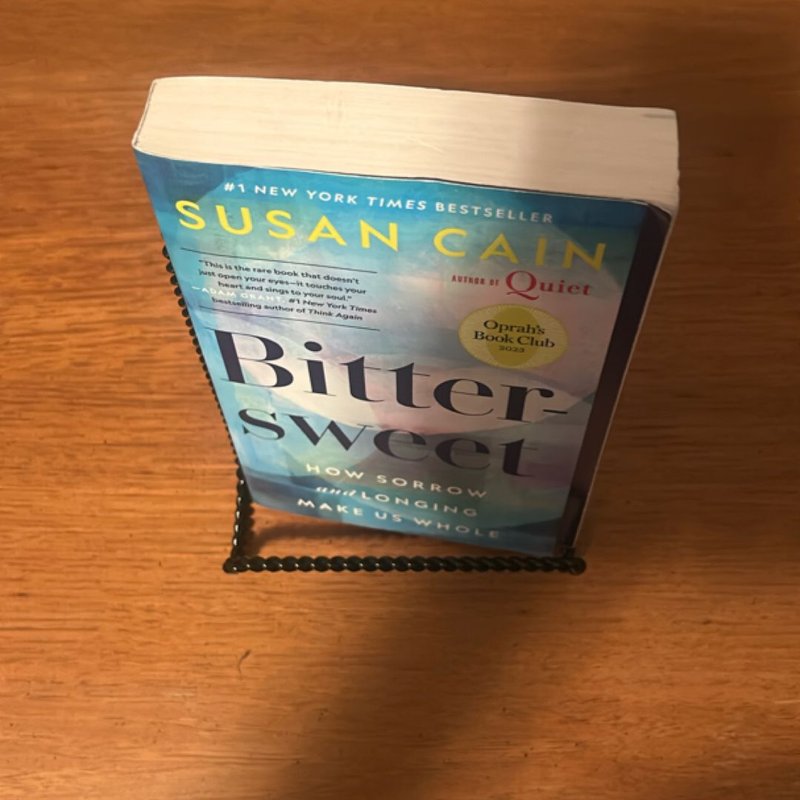 #1 NEW YORK TIMES BESTSELLER
SUSAN CAIN
AUTHOR OF Quiet
"This is the rare book that doesn't
just open your eyes—it touches your
heart and sings to your soul."
—ADAM GRANT, #1 New York Times
bestselling author of Think Again
Oprah's
Book Club
2023
Bitter-
sweet
HOW SORROW
and LONGING
MAKE US WHOLE